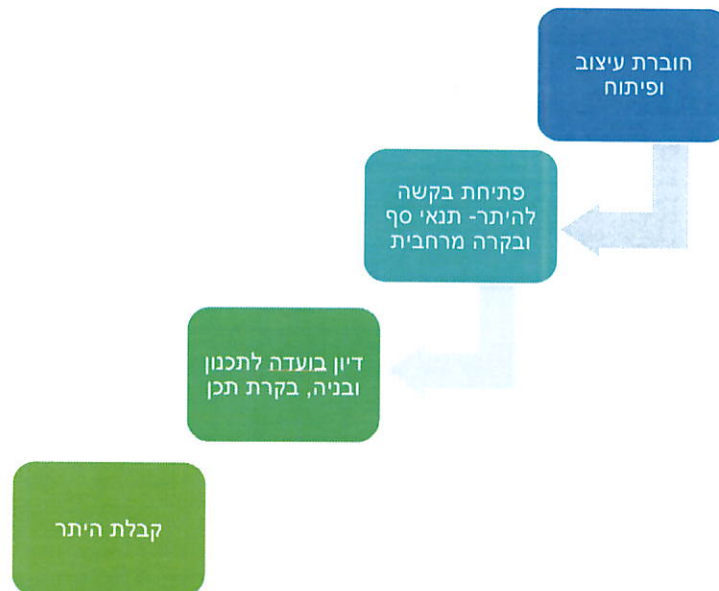 חוברת עיצוב
ופיתוח
פתיחת בקשה
להיתר- תנאי סף
ובקרה מרחבית
דיון בועדה לתכנון
ובניה, בקרת תכן
קבלת היתר